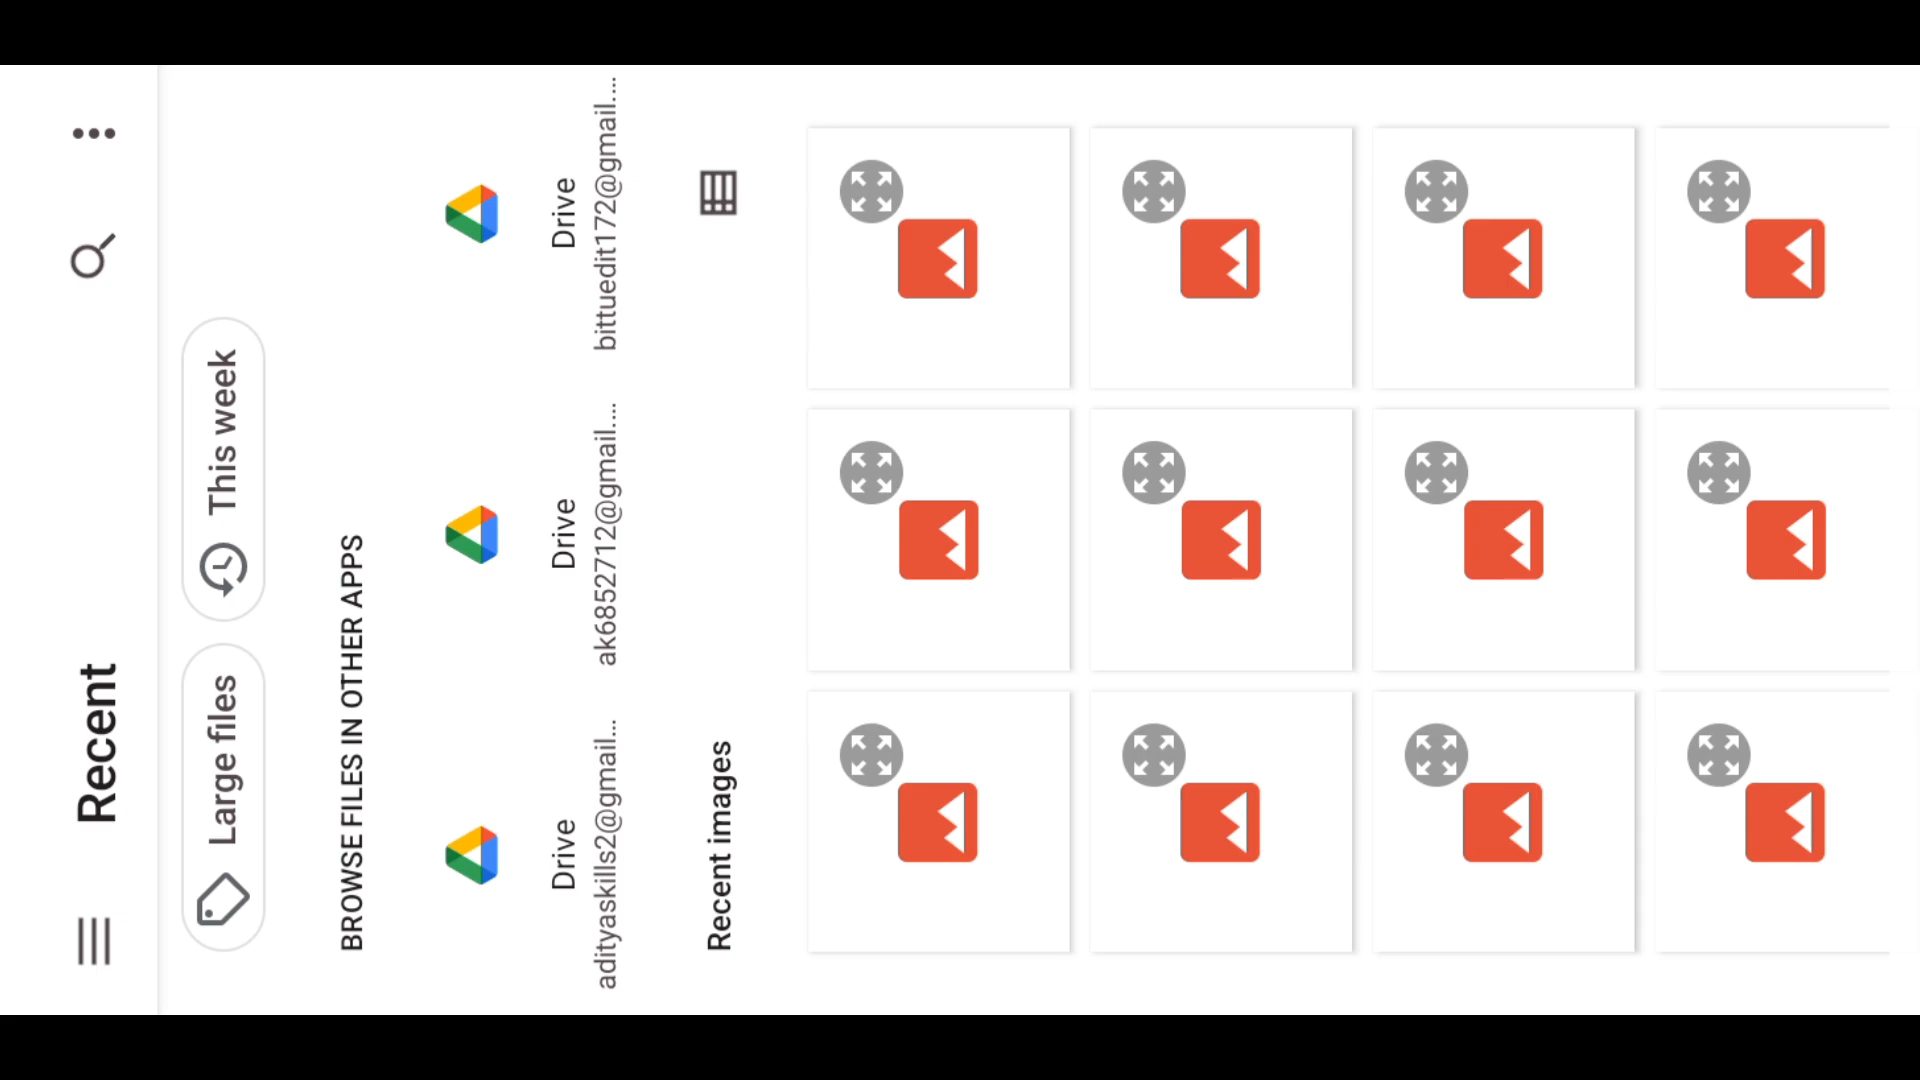 Recent
Large files
This week
BROWSE FILES IN OTHER APPS
Drive
adityaskills2@gmail...
Drive
ak6852712@gmail....
Drive
bittuedit172@gmail....
Recent images